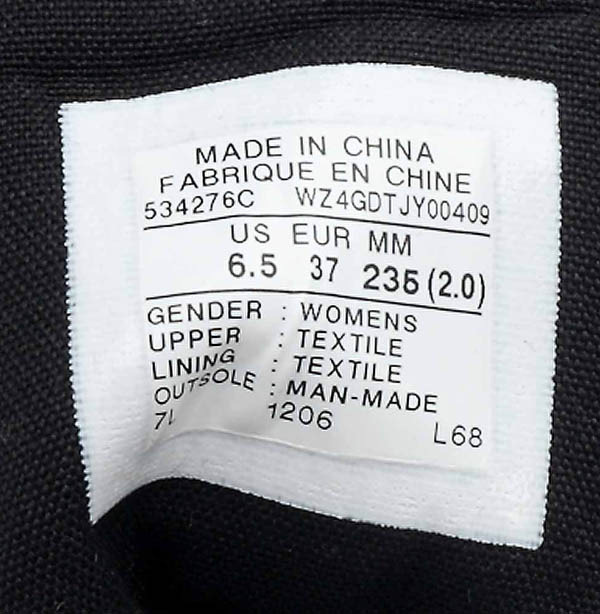 MADE IN CHINA
FABRIQUE EN CHINE
534276C WZ4GDTJY00409
US EUR MM
6.5 37 235 (2.0)
GENDER : WOMENS
UPPER : TEXTILE
LINING : TEXTILE
OUTSOLE : MAN-MADE
7L 1206 L68